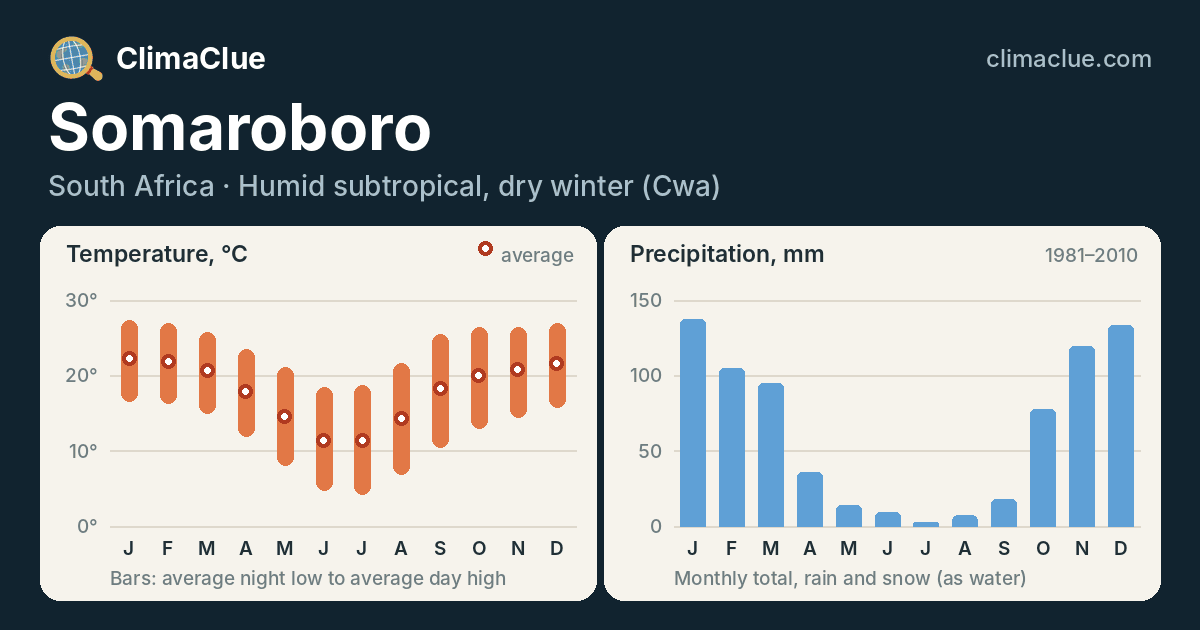 ClimaClue
climaclue.com
Somaroboro
South Africa · Humid subtropical, dry winter (Cwa)
Temperature, °C
average
30°
20°
10°
0°
J F M A M J J A S O N D
Bars: average night low to average day high
Precipitation, mm
1981–2010
150
100
50
0
J F M A M J J A S O N D
Monthly total, rain and snow (as water)